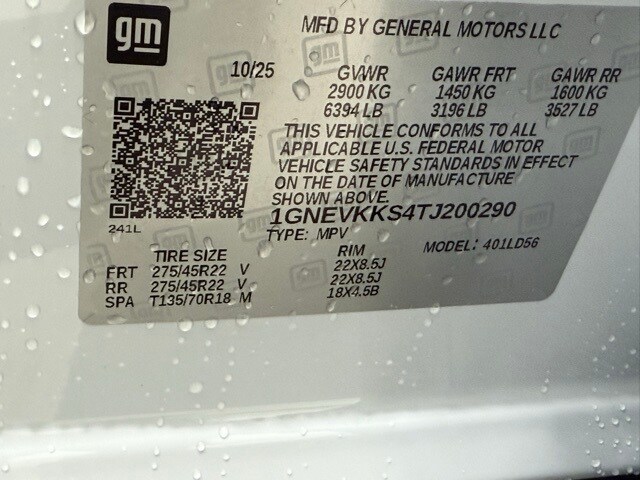 gm
MFD BY GENERAL MOTORS LLC
10/25 GVWR GAWR FRT GAWR RR
2900 KG 1450 KG 1600 KG
6394 LB 3196 LB 3527 LB
THIS VEHICLE CONFORMS TO ALL
APPLICABLE U.S. FEDERAL MOTOR
VEHICLE SAFETY STANDARDS IN EFFECT
ON THE DATE OF MANUFACTURE
SHOWN ABOVE.
1GNEVKKS4TJ200290
241L
TYPE: MPV MODEL: 401LD56
TIRE SIZE RIM
FRT 275/45R22 V 22X8.5J
RR 275/45R22 V 22X8.5J
SPA T135/70R18 M 18X4.5B